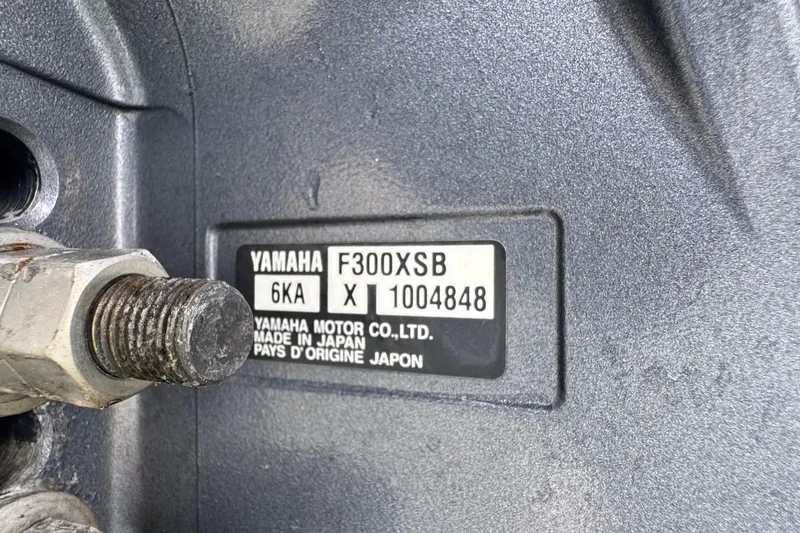 YAMAHA F300XSB
6KA X 1004848
YAMAHA MOTOR CO.,LTD.
MADE IN JAPAN
PAYS D'ORIGINE JAPON